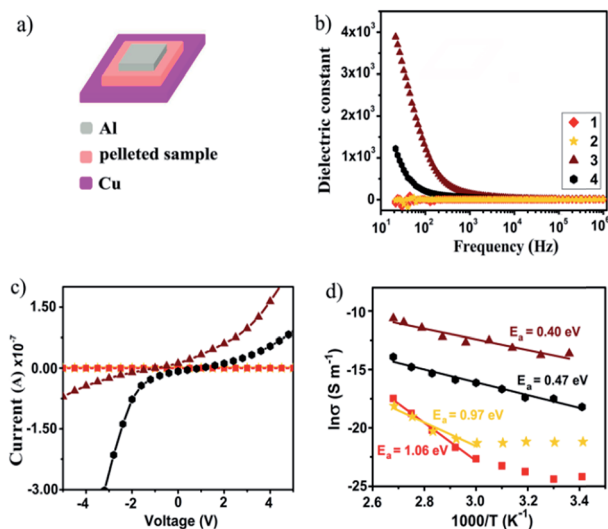 a)
Al
pelleted sample
Cu
b)
Dielectric constant
4x10³
3x10³
2x10³
1x10³
0
10¹ 10² 10³ 10⁴ 10⁵ 10⁶
Frequency (Hz)
1
2
3
4
c)
Current (A) x10⁻⁷
1.50
0.00
-1.50
-3.00
-4 -2 0 2 4
Voltage (V)
d)
lnσ (S m⁻¹)
-10
-15
-20
-25
Eₐ = 0.40 eV
Eₐ = 0.47 eV
Eₐ = 0.97 eV
Eₐ = 1.06 eV
2.6 2.8 3.0 3.2 3.4
1000/T (K⁻¹)